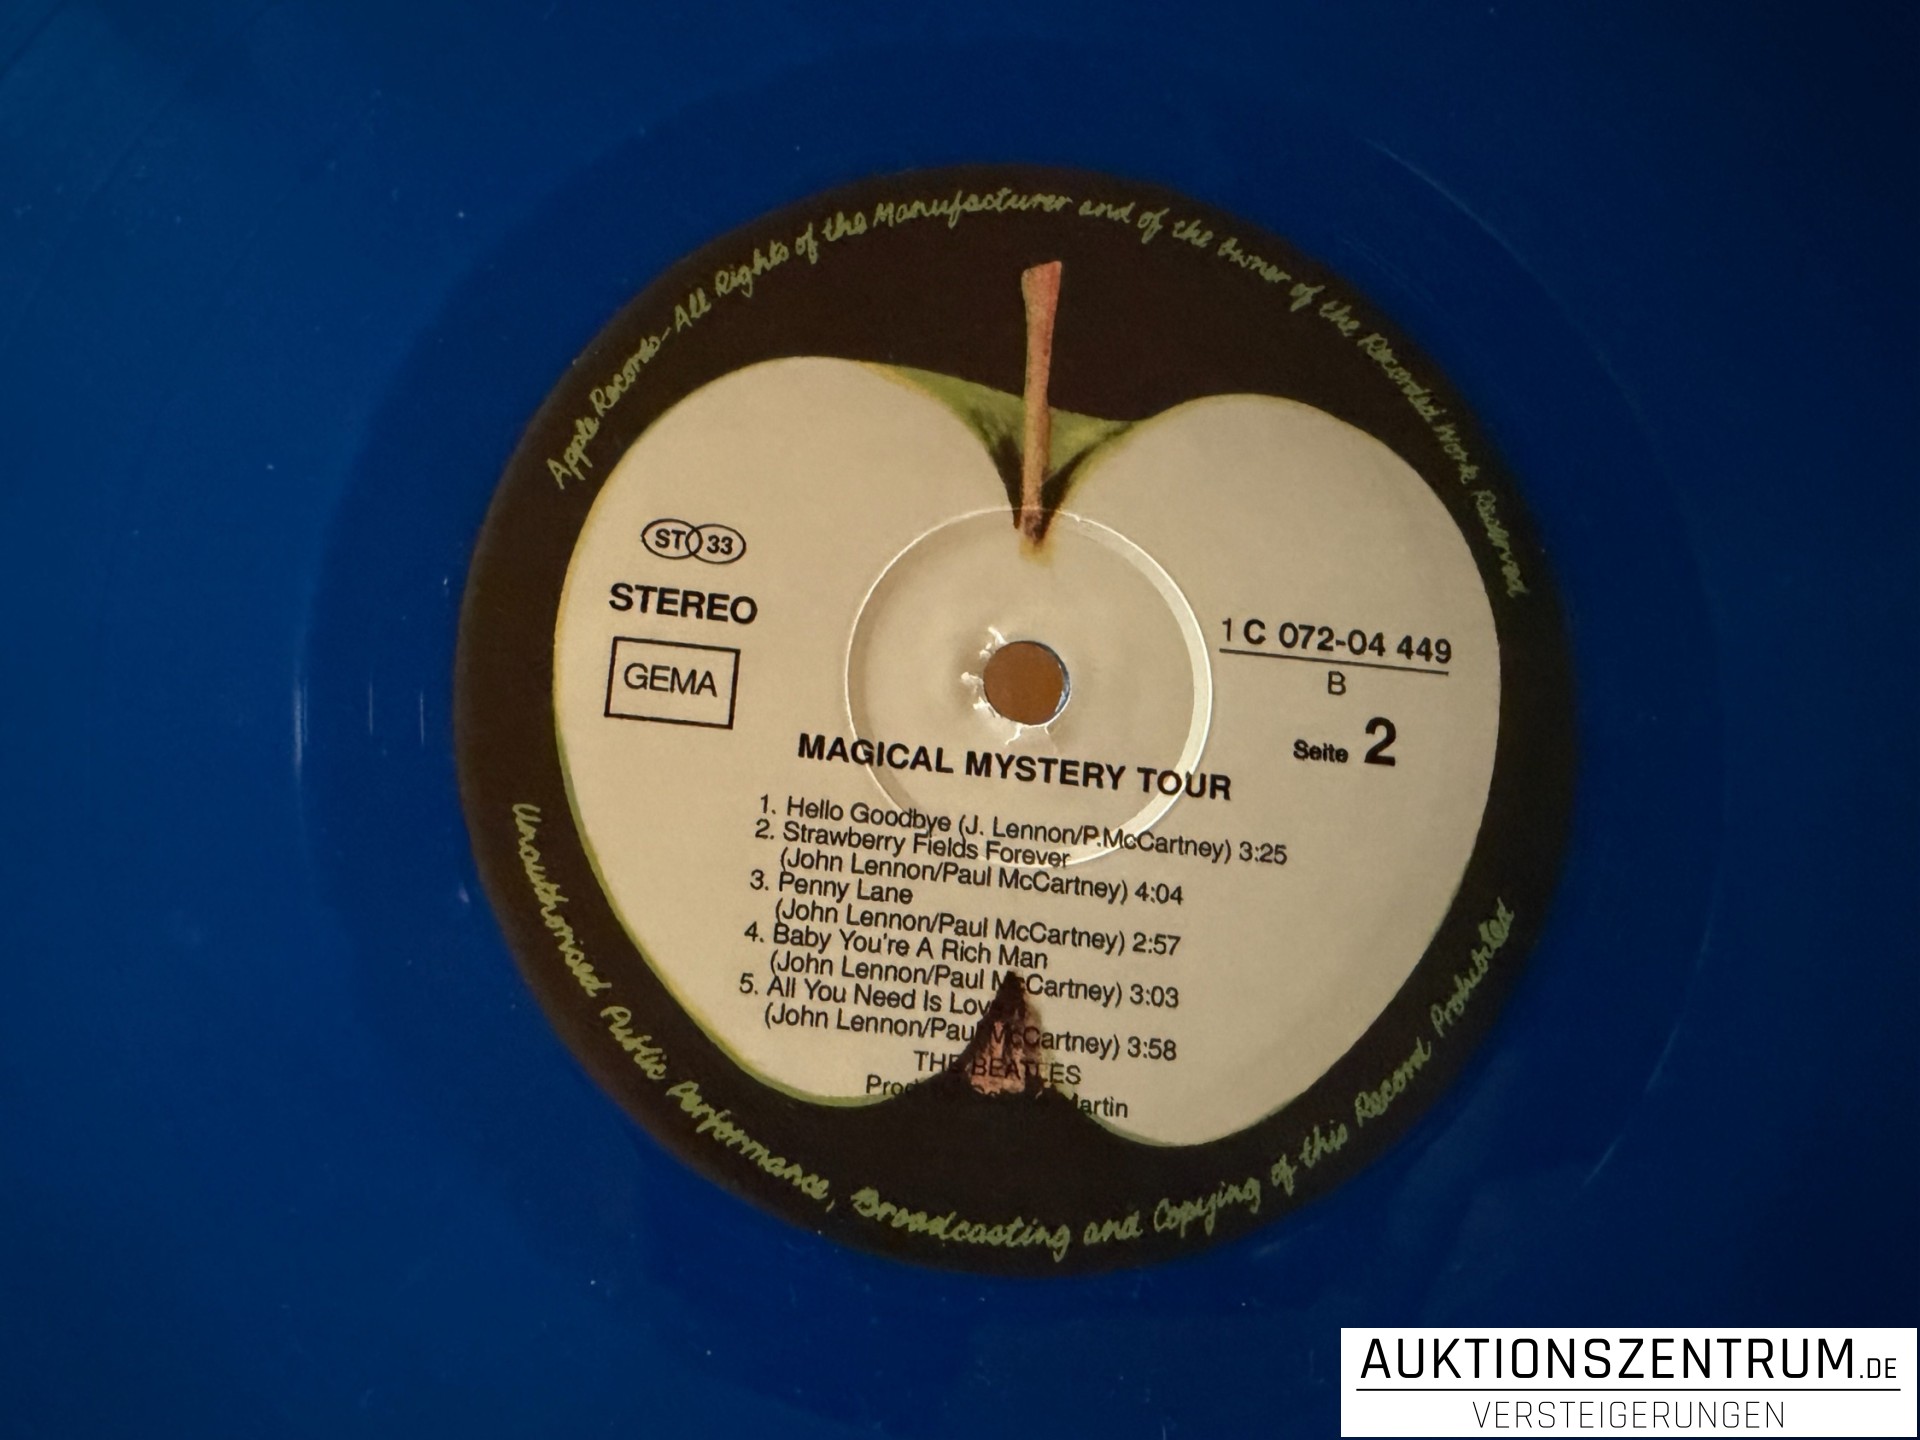 Apple Records - All Rights of the Manufacturer and of the owner of the Recorded Work Reserved
ST 33
STEREO
GEMA
1 C 072-04 449
B
Seite 2
MAGICAL MYSTERY TOUR
1. Hello Goodbye (J. Lennon/P.McCartney) 3:25
2. Strawberry Fields Forever
(John Lennon/Paul McCartney) 4:04
3. Penny Lane
(John Lennon/Paul McCartney) 2:57
4. Baby You're A Rich Man
(John Lennon/Paul McCartney) 3:03
5. All You Need Is Love
(John Lennon/Paul McCartney) 3:58
THE BEATLES
Martin
Unauthorised Public Performance, Broadcasting and Copying of this Record Prohibited
AUKTIONSZENTRUM.DE
VERSTEIGERUNGEN